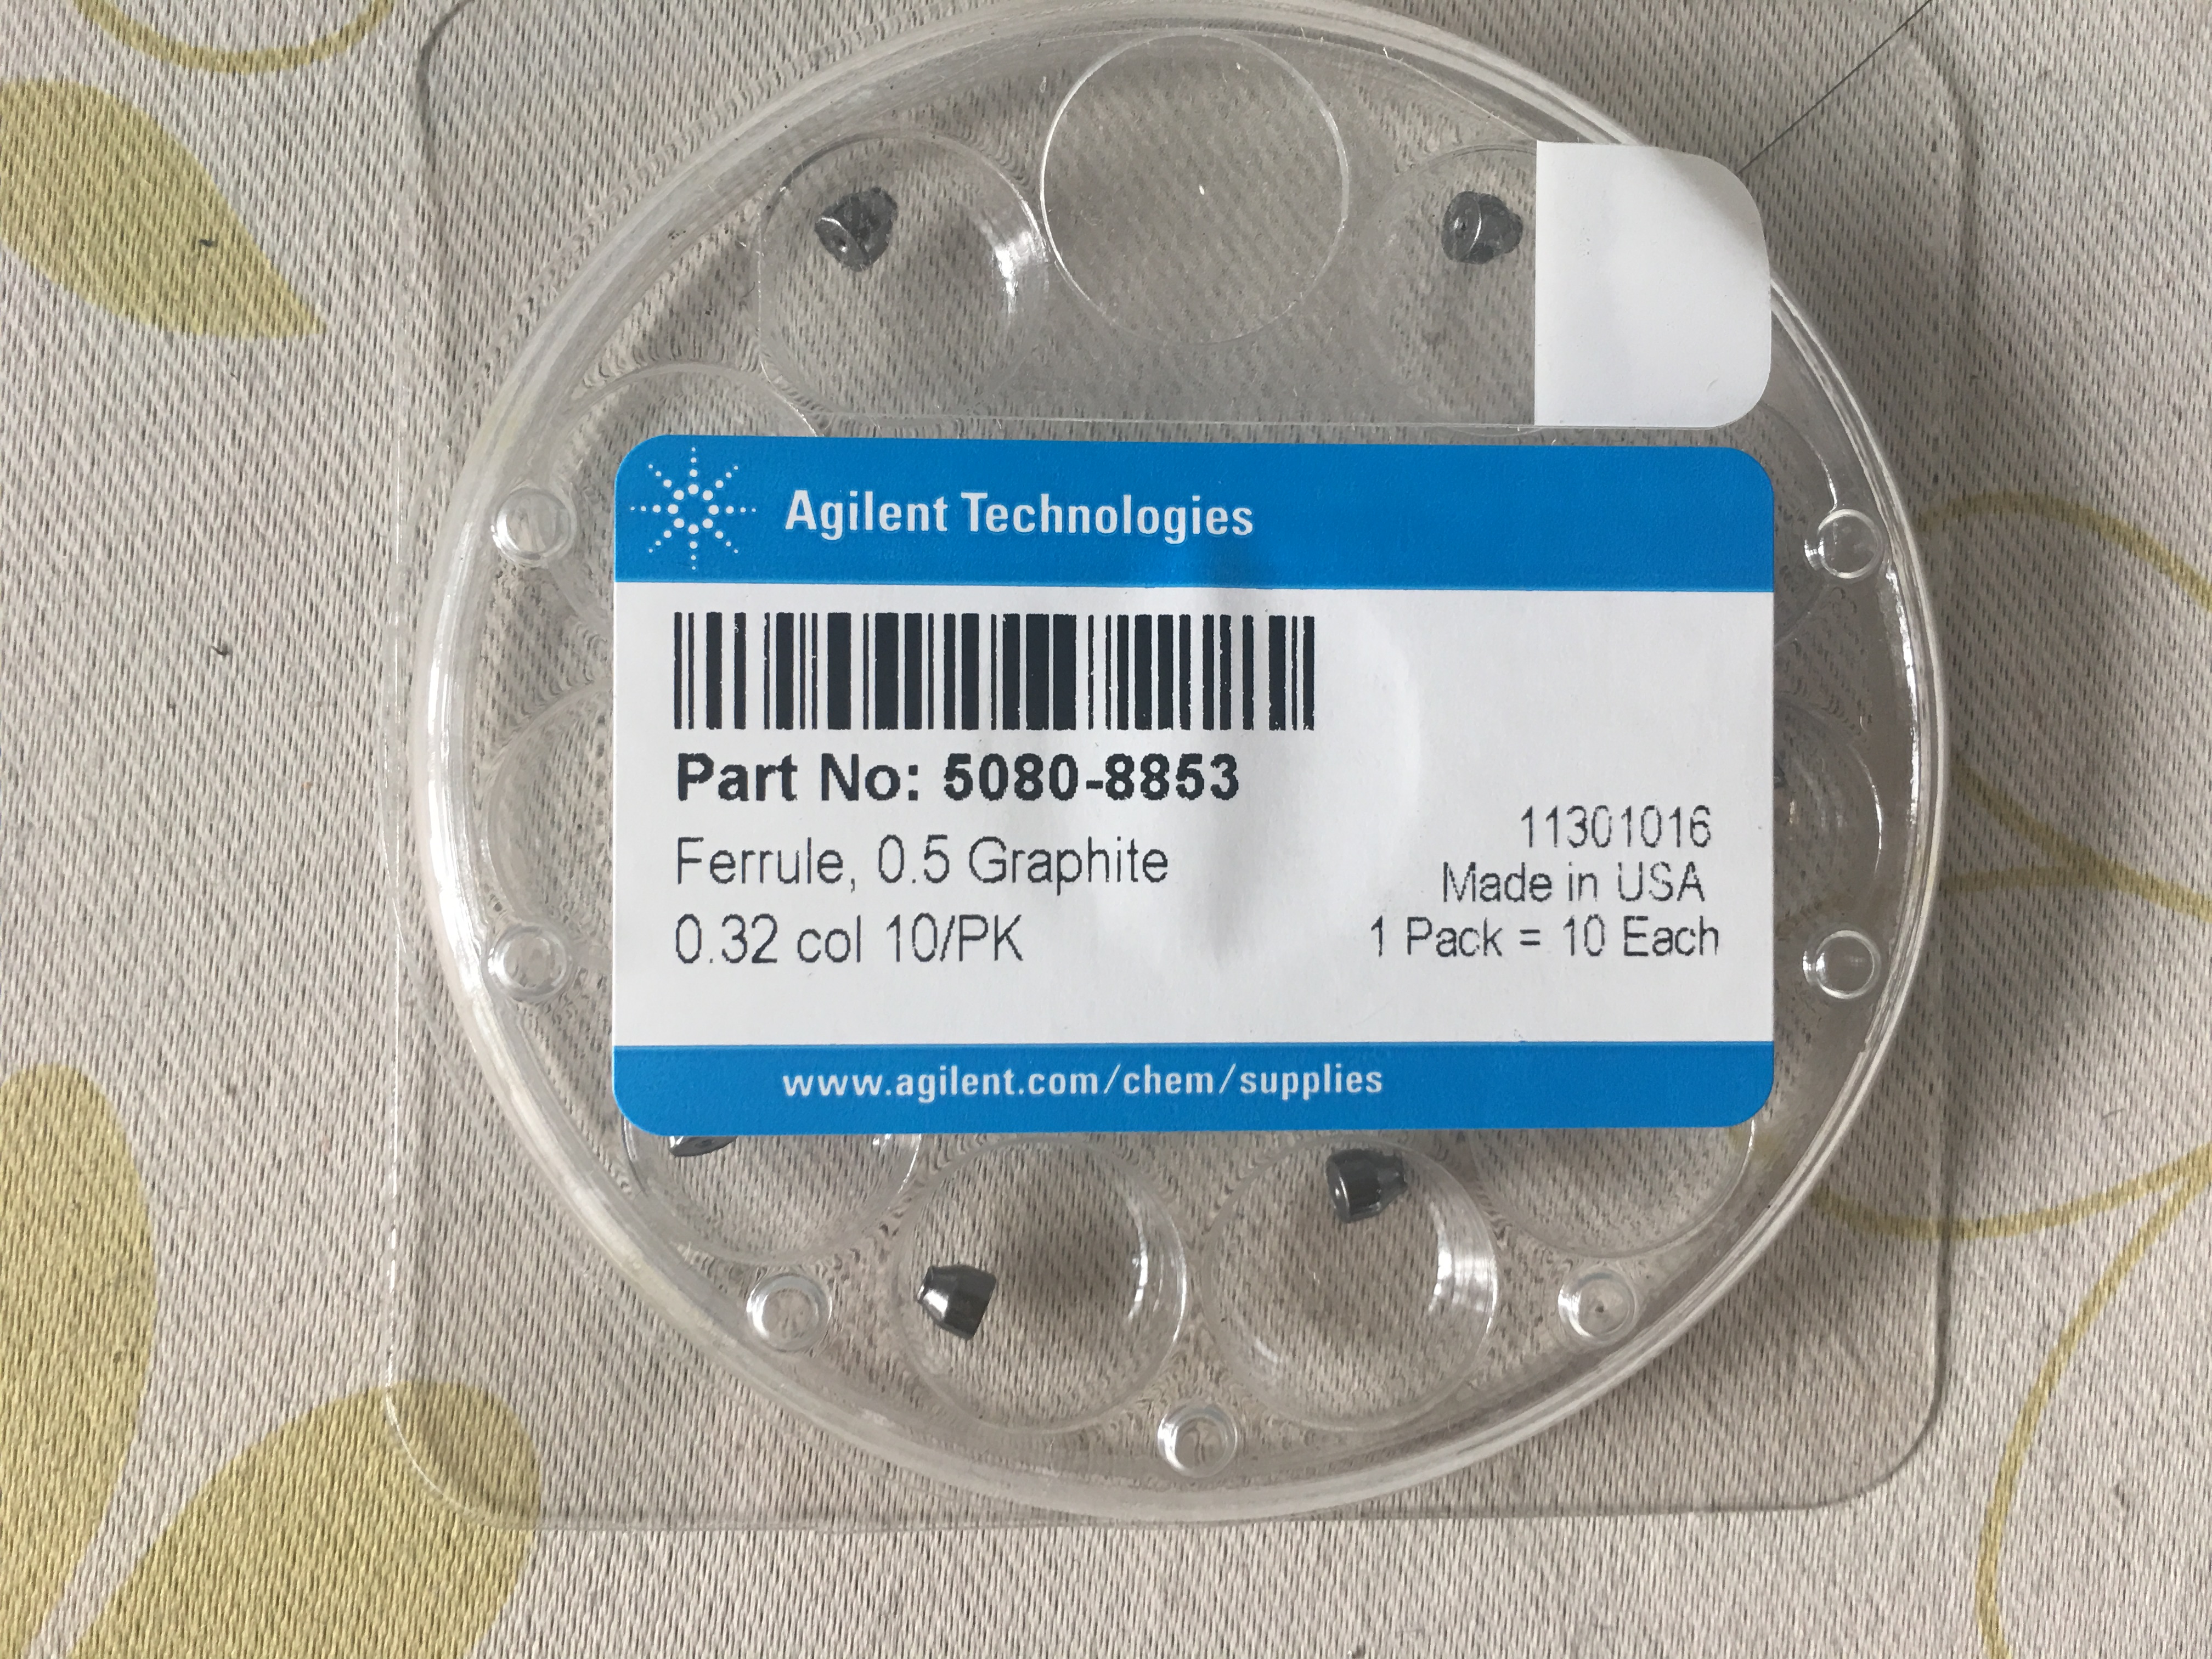 Agilent Technologies
Part No: 5080-8853
Ferrule, 0.5 Graphite
0.32 col 10/PK
11301016
Made in USA
1 Pack = 10 Each
www.agilent.com/chem/supplies